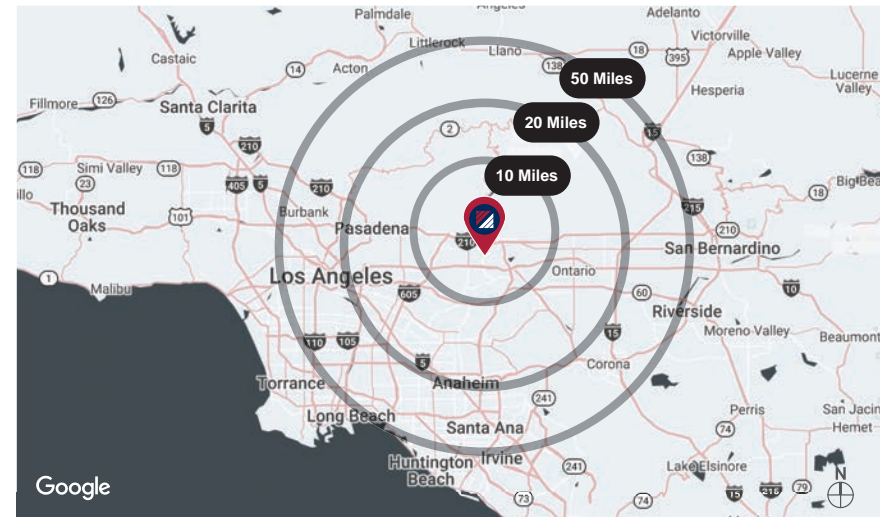 Palmdale
Angeles
Adelanto
Littlerock
Llano
18
Victorville
395
Apple Valley
Castaic
14
Acton
138
50 Miles
Lucerne
Valley
Hesperia
Fillmore
126
Santa Clarita
5
20 Miles
15
210
2
138
118
Simi Valley
118
10 Miles
23
405
5
210
18
Big Bea
llo
Thousand
Oaks
101
Burbank
215
Pasadena
210
210
San Bernardino
1
Malibu
Los Angeles
Ontario
605
60
10
Riverside
110
105
15
Moreno Valley
Beaumont
5
Corona
Torrance
Anaheim
241
Long Beach
Perris
San Jacin
Santa Ana
74
Hemet
Huntington
Beach
Irvine
241
Lake Elsinore
N
Google
73
74
15
215
79